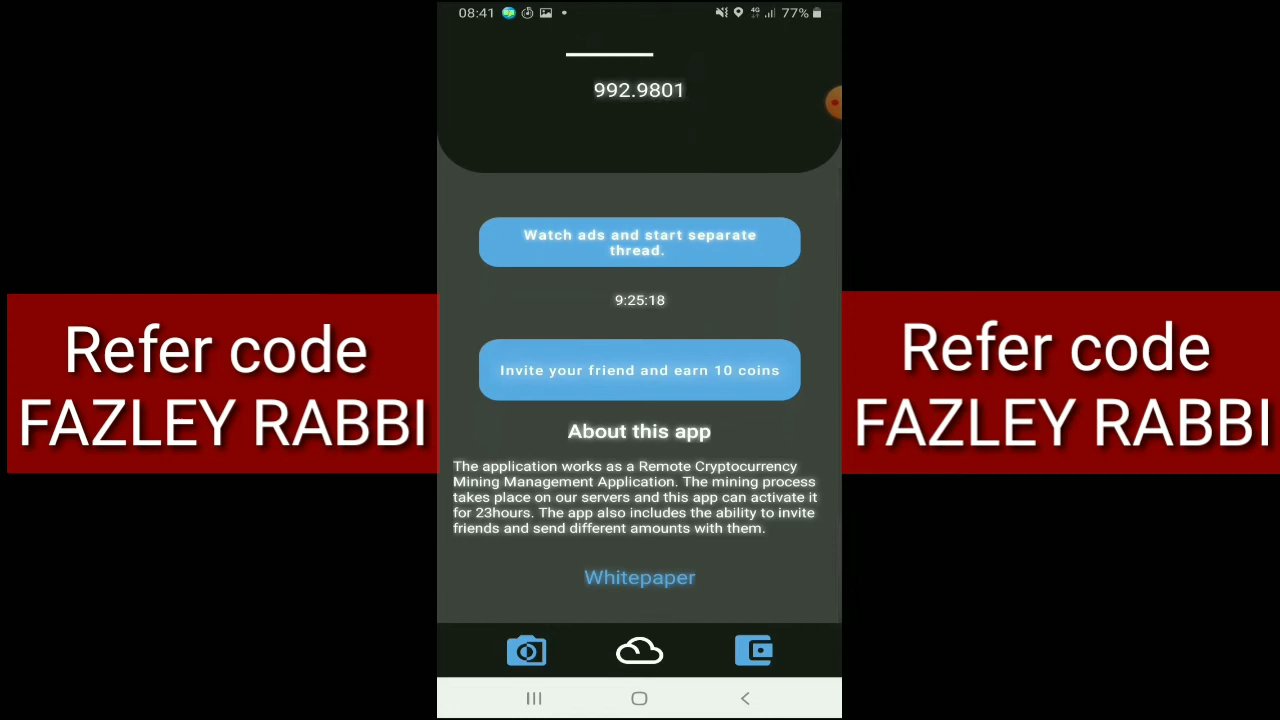 08:41
4G
77%
992.9801
Watch ads and start separate
thread.
9:25:18
Invite your friend and earn 10 coins
About this app
The application works as a Remote Cryptocurrency
Mining Management Application. The mining process
takes place on our servers and this app can activate it
for 23hours. The app also includes the ability to invite
friends and send different amounts with them.
Whitepaper
Refer code
FAZLEY RABBI
Refer code
FAZLEY RABBI